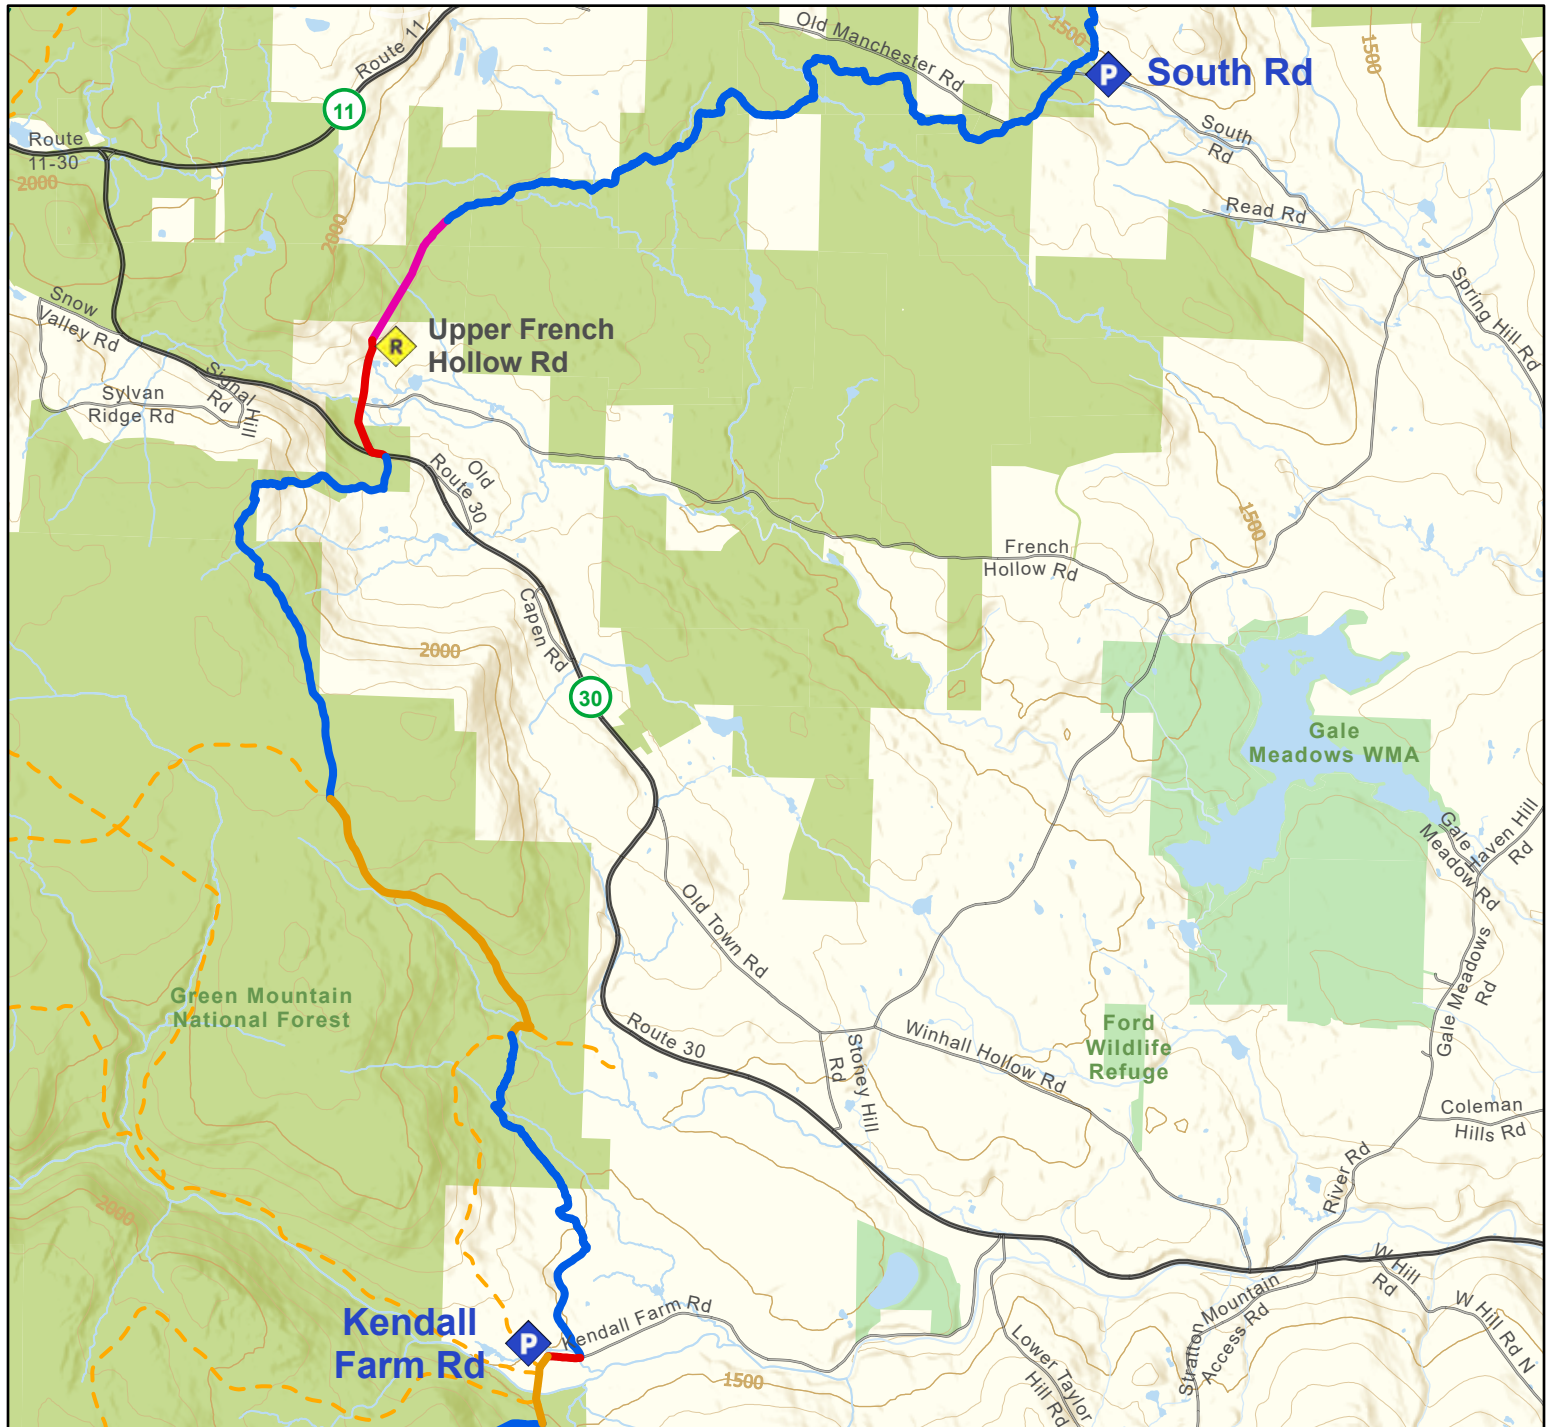 Old Manchester Rd
1500
1500
P
South Rd
Route 11
11
Route
11-30
2000
2000
South
Rd
Read Rd
Spring Hill Rd
Snow
Valley Rd
R
Upper French
Hollow Rd
Signal
Hill
Rd
Sylvan
Ridge Rd
Old
Route 30
1500
French
Hollow Rd
Capen Rd
2000
30
Gale
Meadows WMA
Gale
Meadow Rd
Haven Hill
Rd
Old Town Rd
Gale Meadows
Rd
Green Mountain
National Forest
Route 30
Stoney Hill
Rd
Winhall Hollow Rd
Ford
Wildlife
Refuge
Coleman
Hills Rd
River Rd
2000
W Hill
Rd
W Hill Rd N
Stratton Mountain
Access Rd
Kendall Farm Rd
Kendall
Farm Rd
P
1500
Lower Taylor
Hill Rd